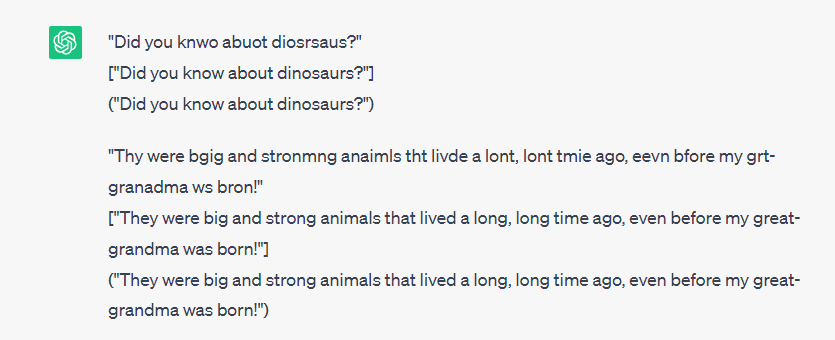 "Did you knwo abuot diosrsaus?"
["Did you know about dinosaurs?"]
("Did you know about dinosaurs?")
"Thy were bgig and stronmng anaimls tht livde a lont, lont tmie ago, eevn bfore my grt-
granadma ws bron!"
["They were big and strong animals that lived a long, long time ago, even before my great-
grandma was born!"]
("They were big and strong animals that lived a long, long time ago, even before my great-
grandma was born!")